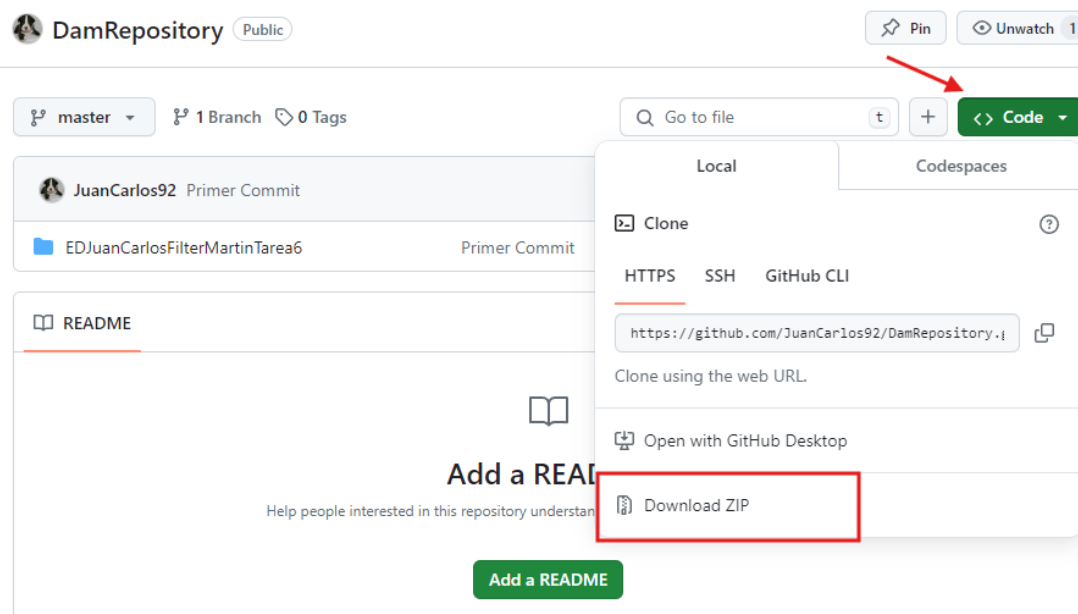 DamRepository Public
Pin
Unwatch 1
master
1 Branch
0 Tags
Go to file t
+
<> Code
JuanCarlos92 Primer Commit
EDJuanCarlosFilterMartinTarea6 Primer Commit
README
Add a READ
Help people interested in this repository understan
Add a README
Local
Codespaces
Clone
?
HTTPS SSH GitHub CLI
https://github.com/JuanCarlos92/DamRepository.g
Clone using the web URL.
Open with GitHub Desktop
Download ZIP